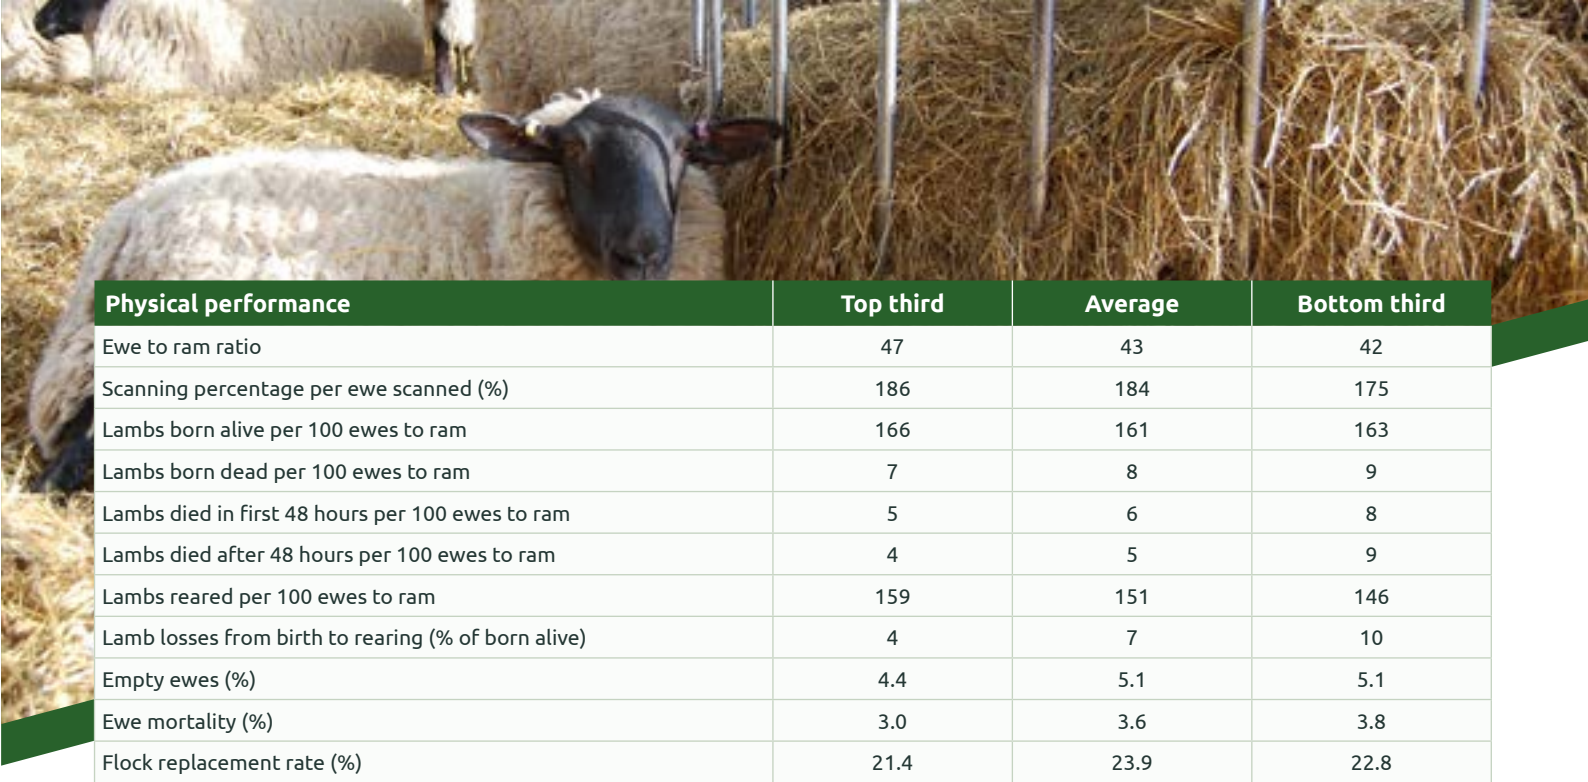 Physical performance Top third Average Bottom third
Ewe to ram ratio 47 43 42
Scanning percentage per ewe scanned (%) 186 184 175
Lambs born alive per 100 ewes to ram 166 161 163
Lambs born dead per 100 ewes to ram 7 8 9
Lambs died in first 48 hours per 100 ewes to ram 5 6 8
Lambs died after 48 hours per 100 ewes to ram 4 5 9
Lambs reared per 100 ewes to ram 159 151 146
Lamb losses from birth to rearing (% of born alive) 4 7 10
Empty ewes (%) 4.4 5.1 5.1
Ewe mortality (%) 3.0 3.6 3.8
Flock replacement rate (%) 21.4 23.9 22.8